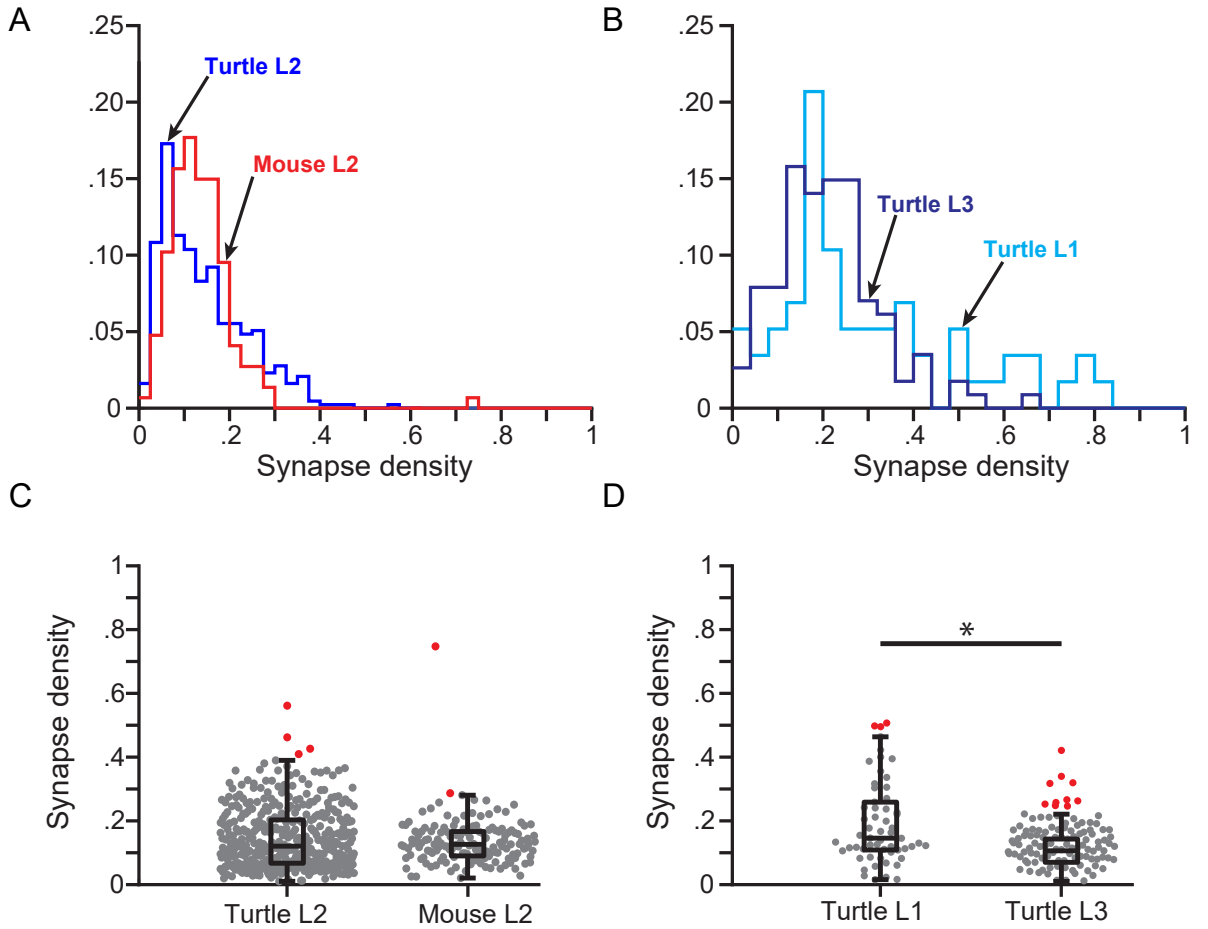 A
.25
.20
.15
.10
.05
0
Turtle L2
Mouse L2
0 .2 .4 .6 .8 1
Synapse density
B
.25
.20
.15
.10
.05
0
Turtle L3
Turtle L1
0 .2 .4 .6 .8 1
Synapse density
C
Synapse density
1
.8
.6
.4
.2
0
Turtle L2 Mouse L2
D
Synapse density
1
.8
.6
.4
.2
0
*
Turtle L1 Turtle L3